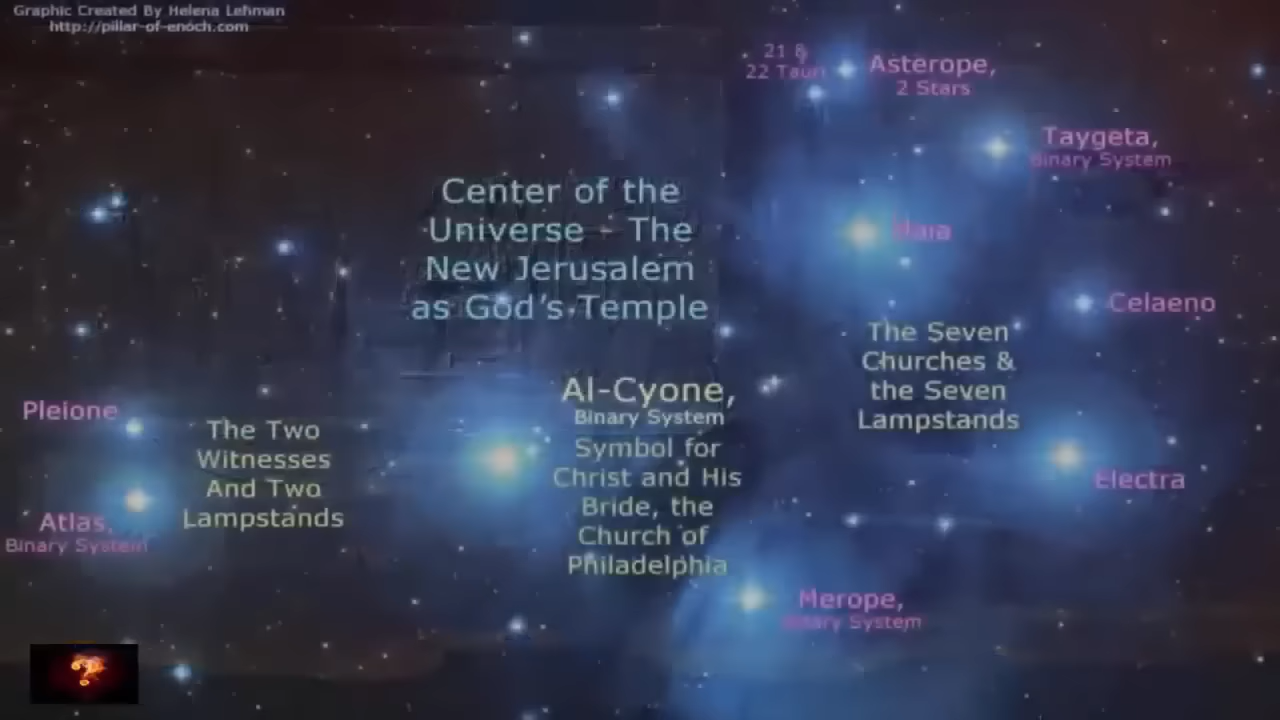 Graphic Created By Helena Lehman
http://pillar-of-enoch.com
21 &
22 Tauri
Asterope,
2 Stars
Taygeta,
Binary System
Center of the
Universe - The
New Jerusalem
as God's Temple
Maia
Celaeno
The Seven
Churches &
the Seven
Lampstands
Al-Cyone,
Binary System
Symbol for
Christ and His
Bride, the
Church of
Philadelphia
Pleione
The Two
Witnesses
And Two
Lampstands
Atlas,
Binary System
Electra
Merope,
Binary System
?